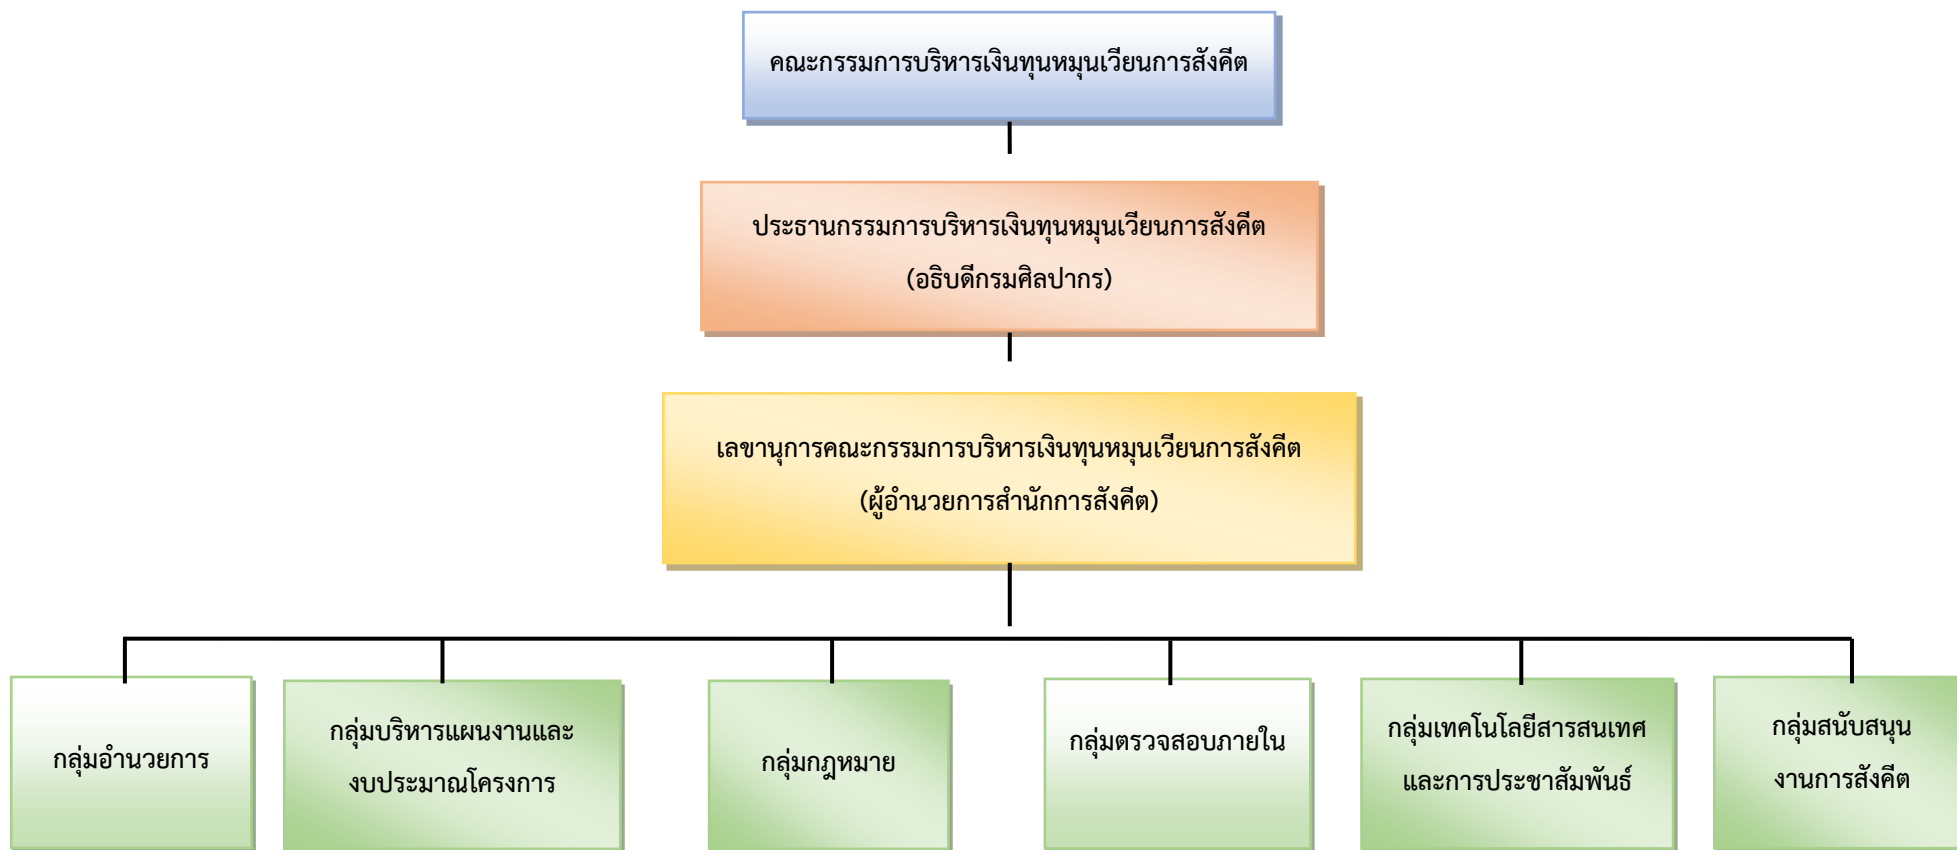 คณะกรรมการบริหารเงินทุนหมุนเวียนการสังคีต
ประธานกรรมการบริหารเงินทุนหมุนเวียนการสังคีต
(อธิบดีกรมศิลปากร)
เลขานุการคณะกรรมการบริหารเงินทุนหมุนเวียนการสังคีต
(ผู้อำนวยการสำนักการสังคีต)
กลุ่มอำนวยการ
กลุ่มบริหารแผนงานและ
งบประมาณโครงการ
กลุ่มกฎหมาย
กลุ่มตรวจสอบภายใน
กลุ่มเทคโนโลยีสารสนเทศ
และการประชาสัมพันธ์
กลุ่มสนับสนุน
งานการสังคีต